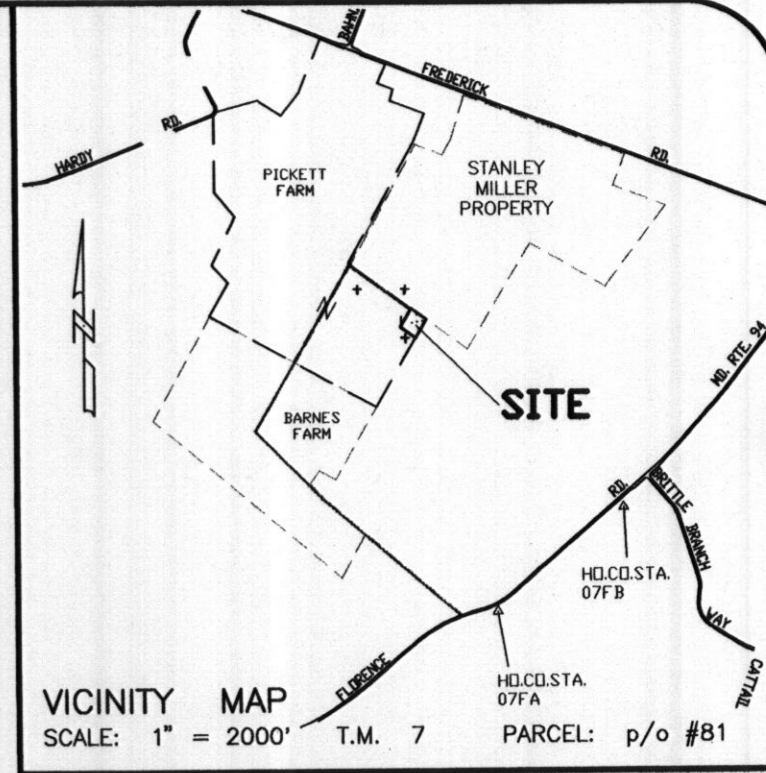 BAHN.
FREDERICK
RD.
HARDY
RD.
PICKETT
FARM
STANLEY
MILLER
PROPERTY
N
SITE
MD. RTE. 94
BARNES
FARM
RD.
BRITTLE BRANCH
WAY
CATTAIL
HO.CO.STA.
07FB
HO.CO.STA.
07FA
FLORENCE
VICINITY MAP
SCALE: 1" = 2000' T.M. 7 PARCEL: p/o #81